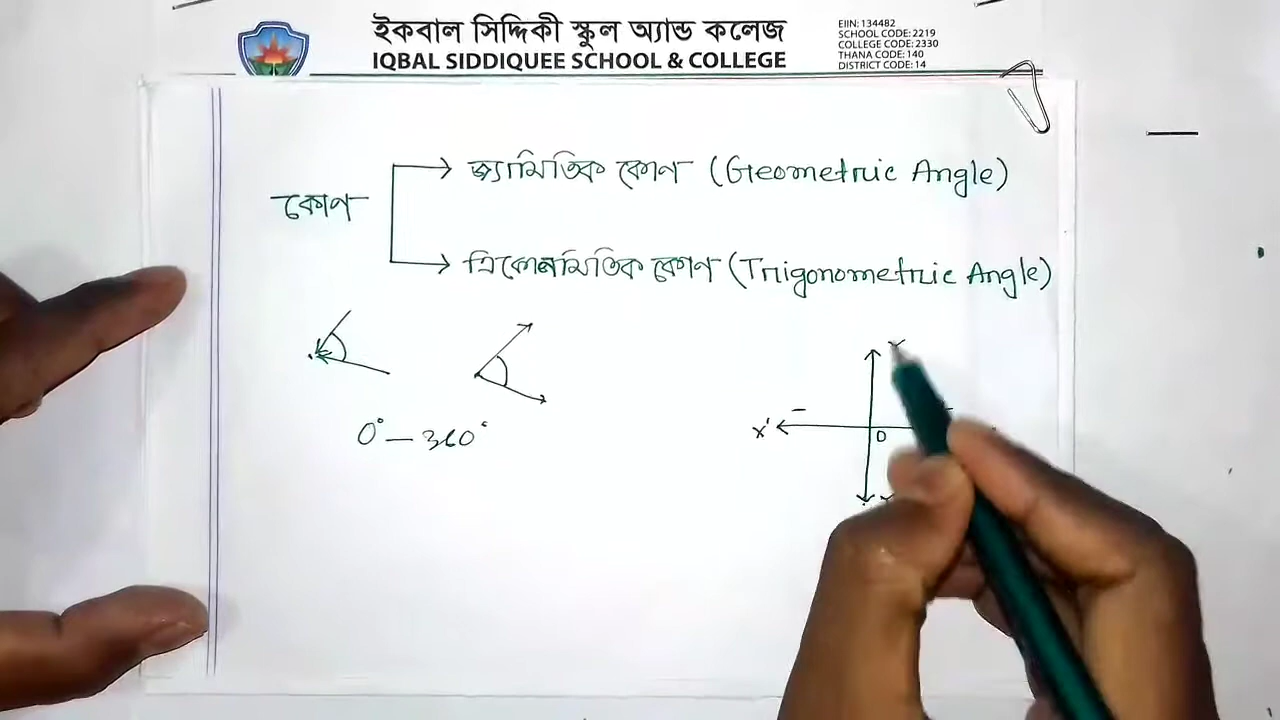 ইকবাল সিদ্দিকী স্কুল অ্যান্ড কলেজ
IQBAL SIDDIQUEE SCHOOL & COLLEGE
EIIN: 134482
SCHOOL CODE: 2219
COLLEGE CODE: 2330
THANA CODE: 140
DISTRICT CODE: 14
কোণ
জ্যামিতিক কোণ (Geometric Angle)
ত্রিকোনমিতিক কোণ (Trigonometric Angle)
0° — 360°
X' O